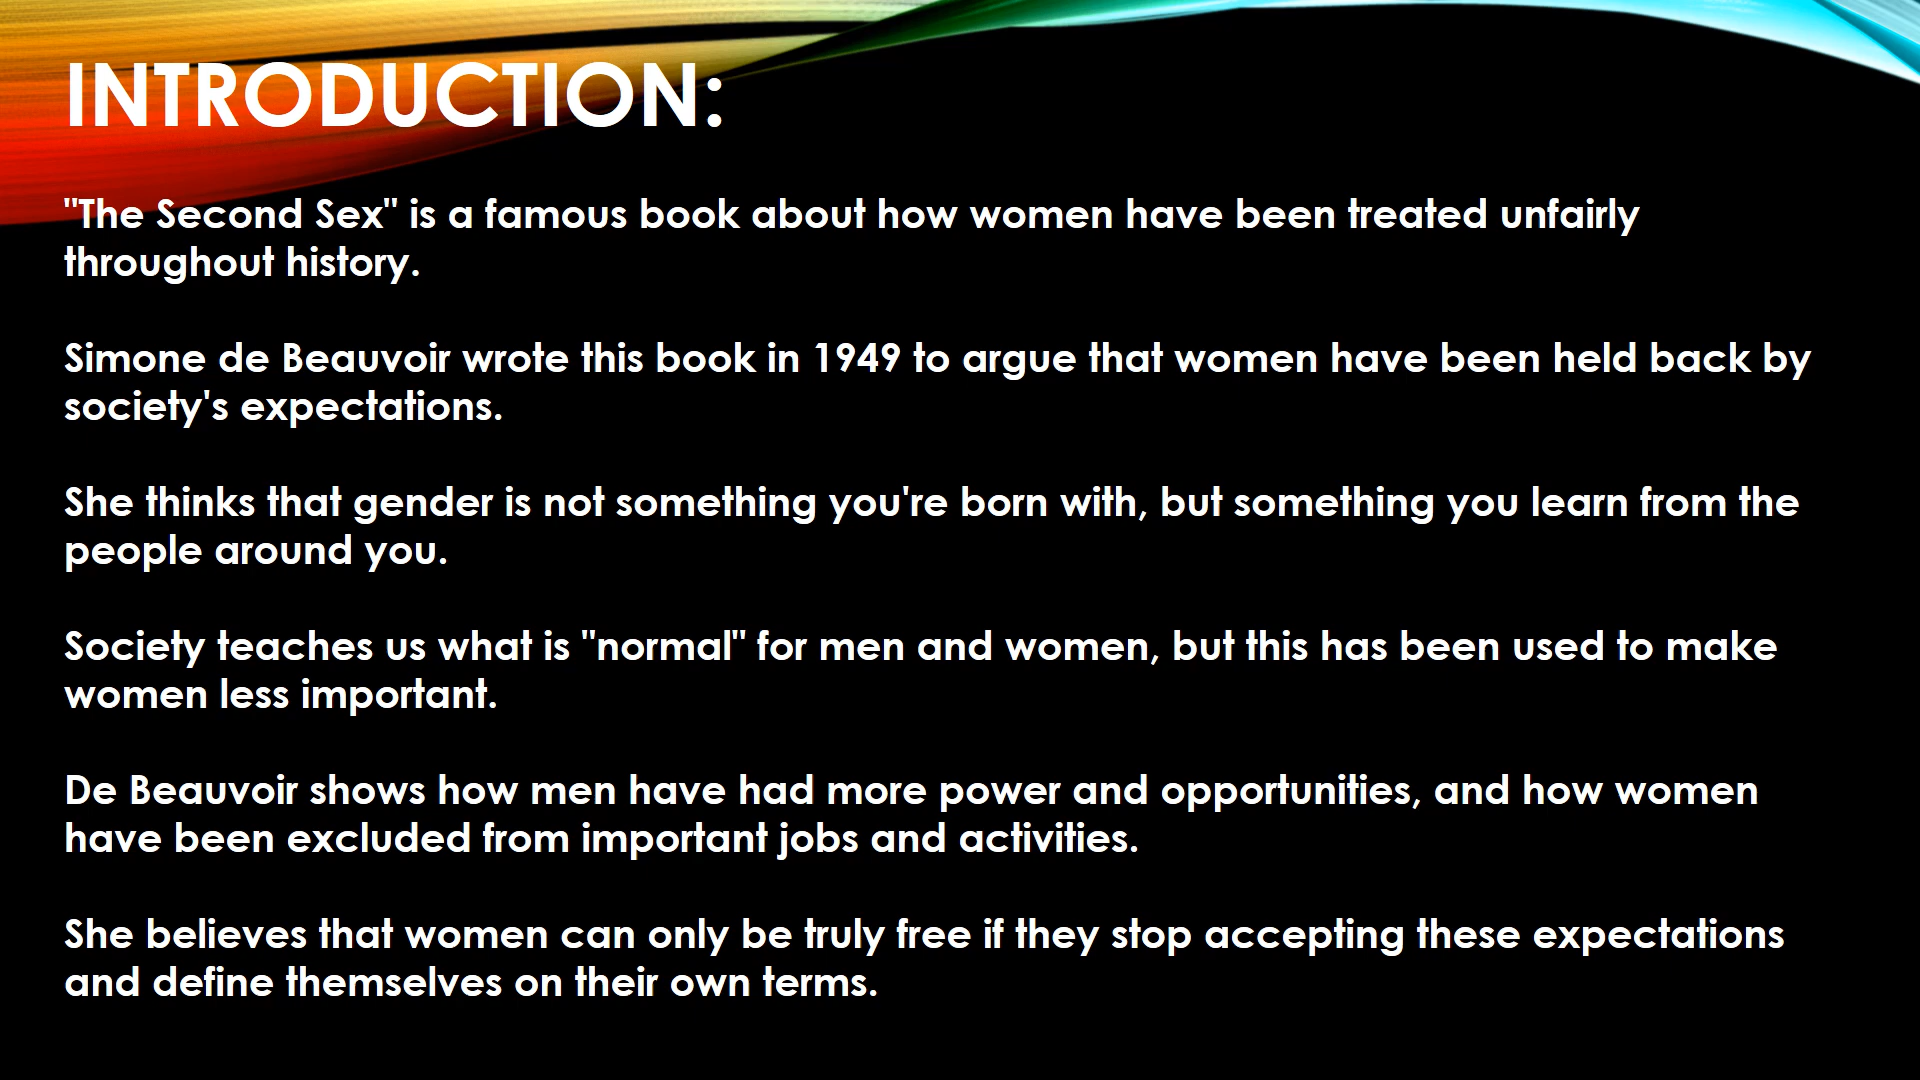 INTRODUCTION:
"The Second Sex" is a famous book about how women have been treated unfairly
throughout history.
Simone de Beauvoir wrote this book in 1949 to argue that women have been held back by
society's expectations.
She thinks that gender is not something you're born with, but something you learn from the
people around you.
Society teaches us what is "normal" for men and women, but this has been used to make
women less important.
De Beauvoir shows how men have had more power and opportunities, and how women
have been excluded from important jobs and activities.
She believes that women can only be truly free if they stop accepting these expectations
and define themselves on their own terms.